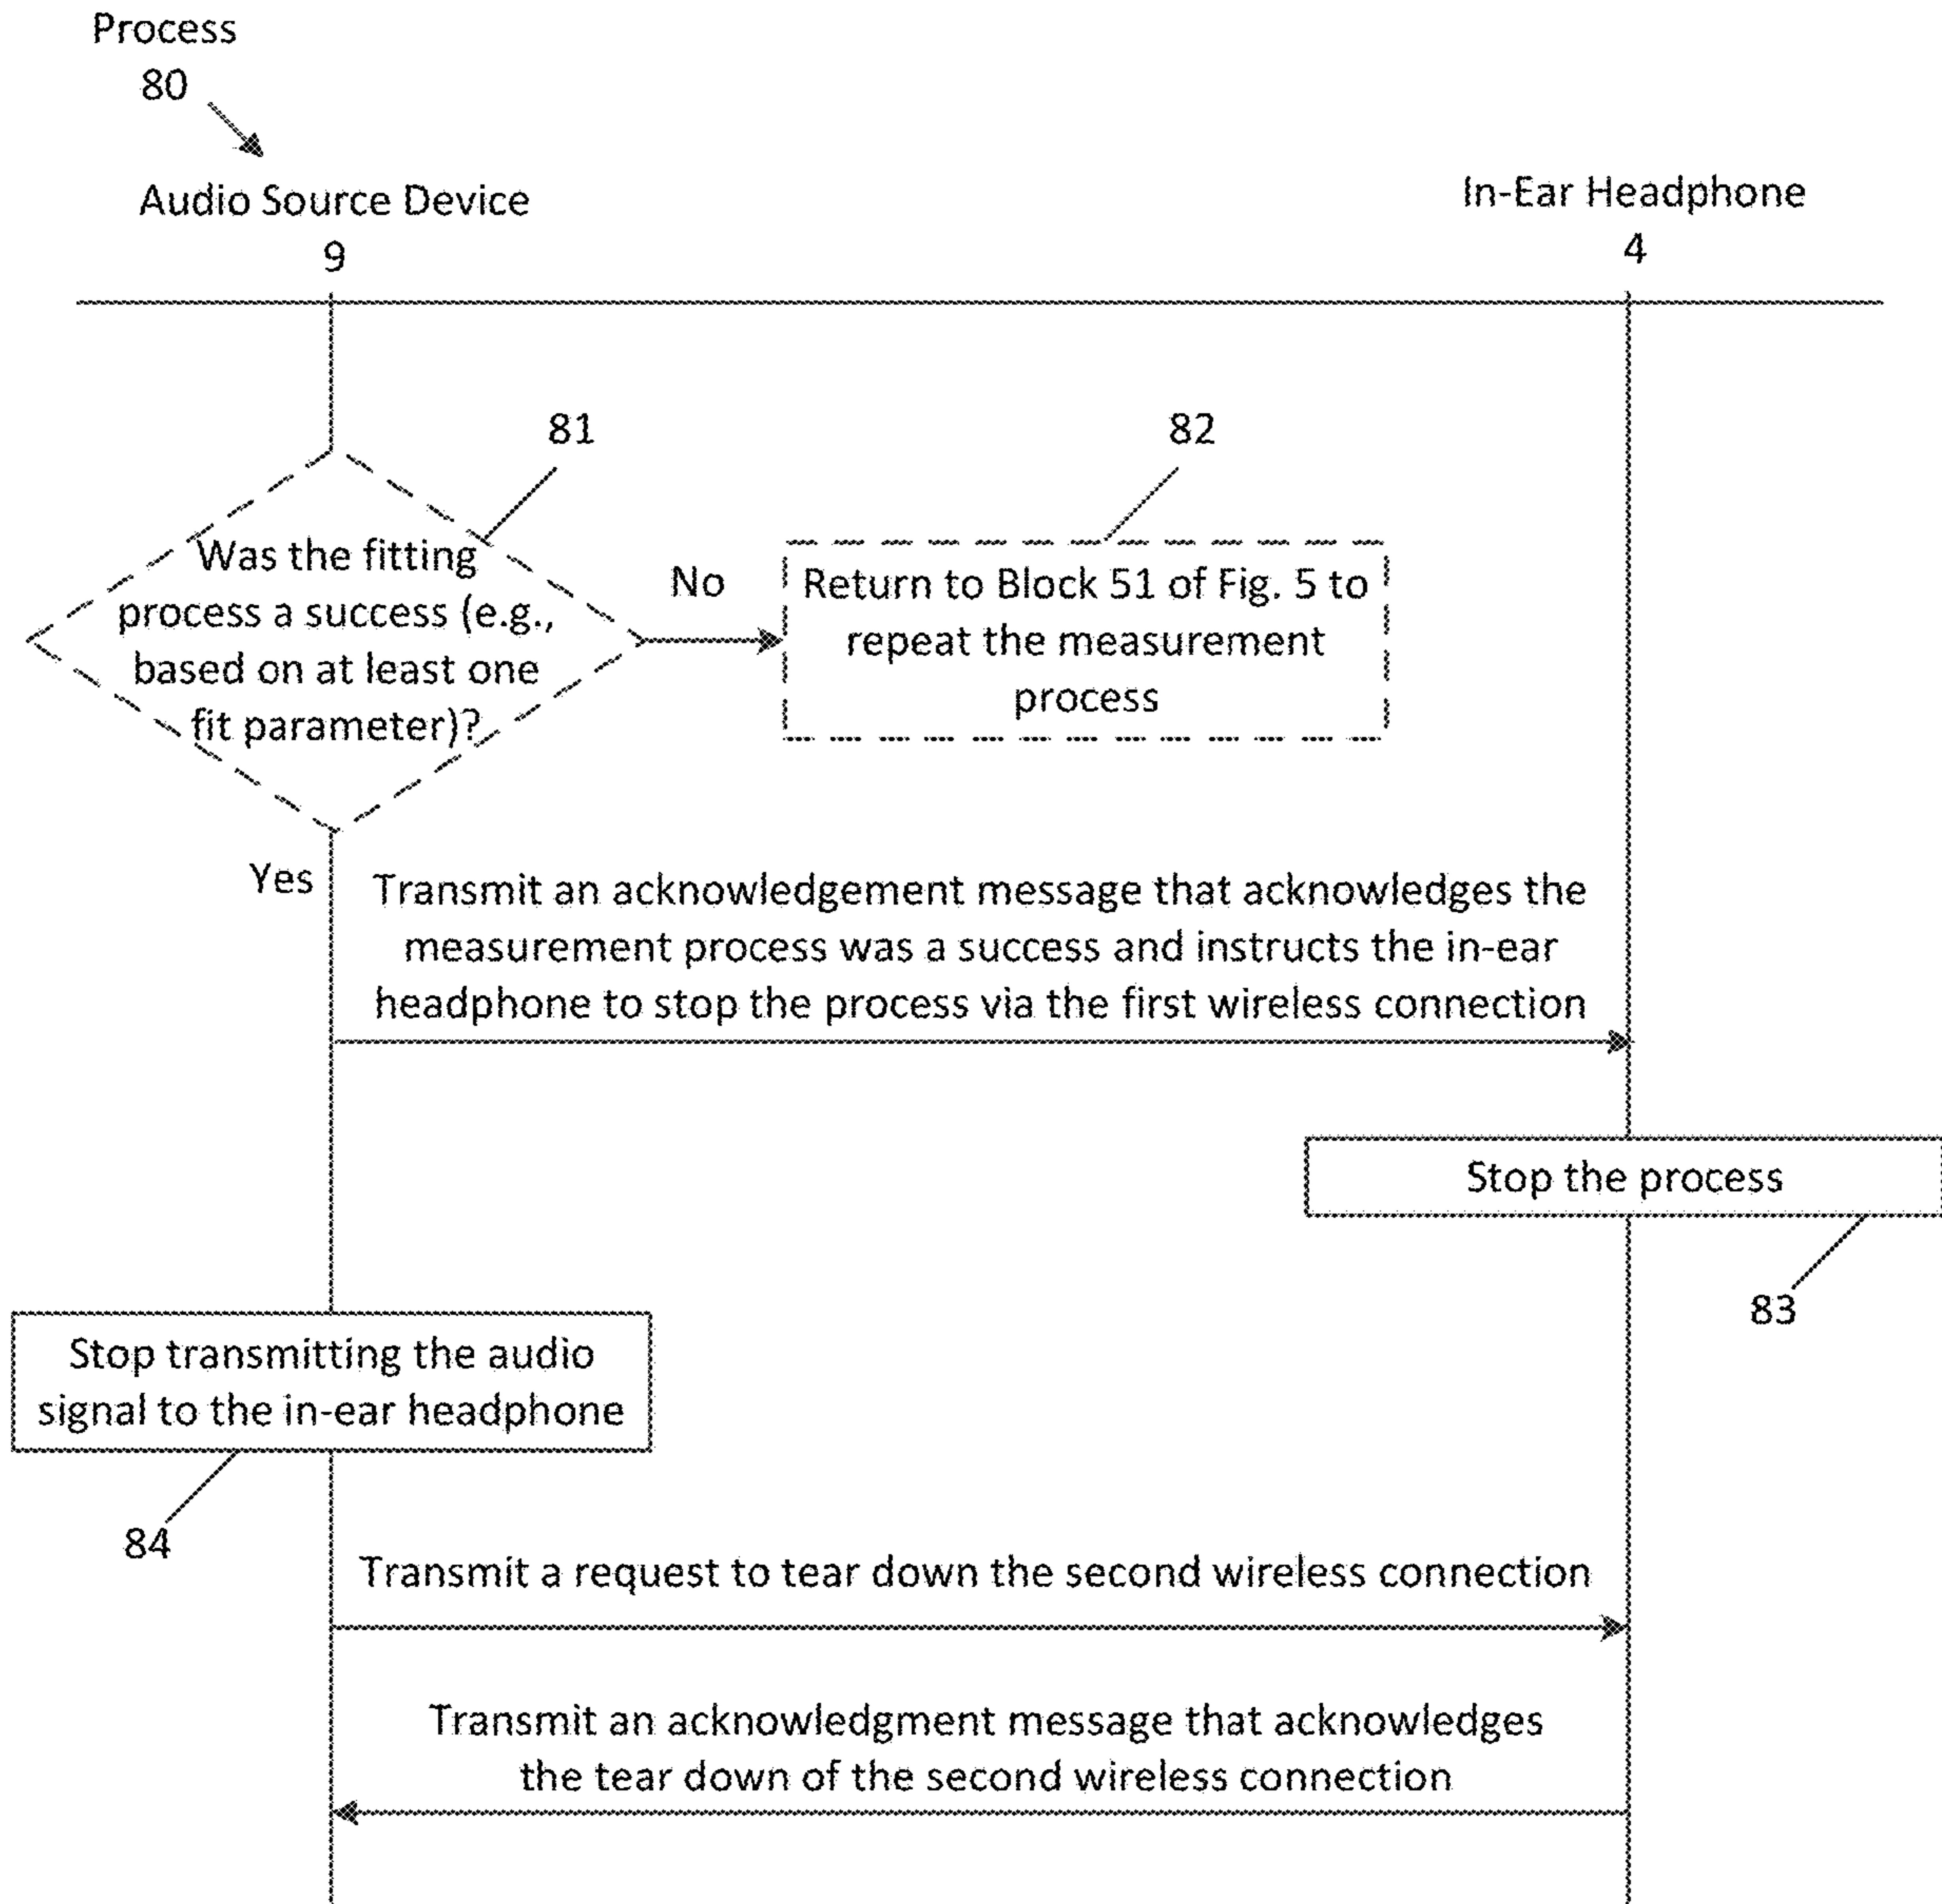 Process
80
Audio Source Device
9
In-Ear Headphone
4
81
82
Was the fitting
process a success (e.g.,
based on at least one
fit parameter)?
No
Return to Block 51 of Fig. 5 to
repeat the measurement
process
Yes
Transmit an acknowledgement message that acknowledges the
measurement process was a success and instructs the in-ear
headphone to stop the process via the first wireless connection
Stop the process
83
Stop transmitting the audio
signal to the in-ear headphone
84
Transmit a request to tear down the second wireless connection
Transmit an acknowledgment message that acknowledges
the tear down of the second wireless connection